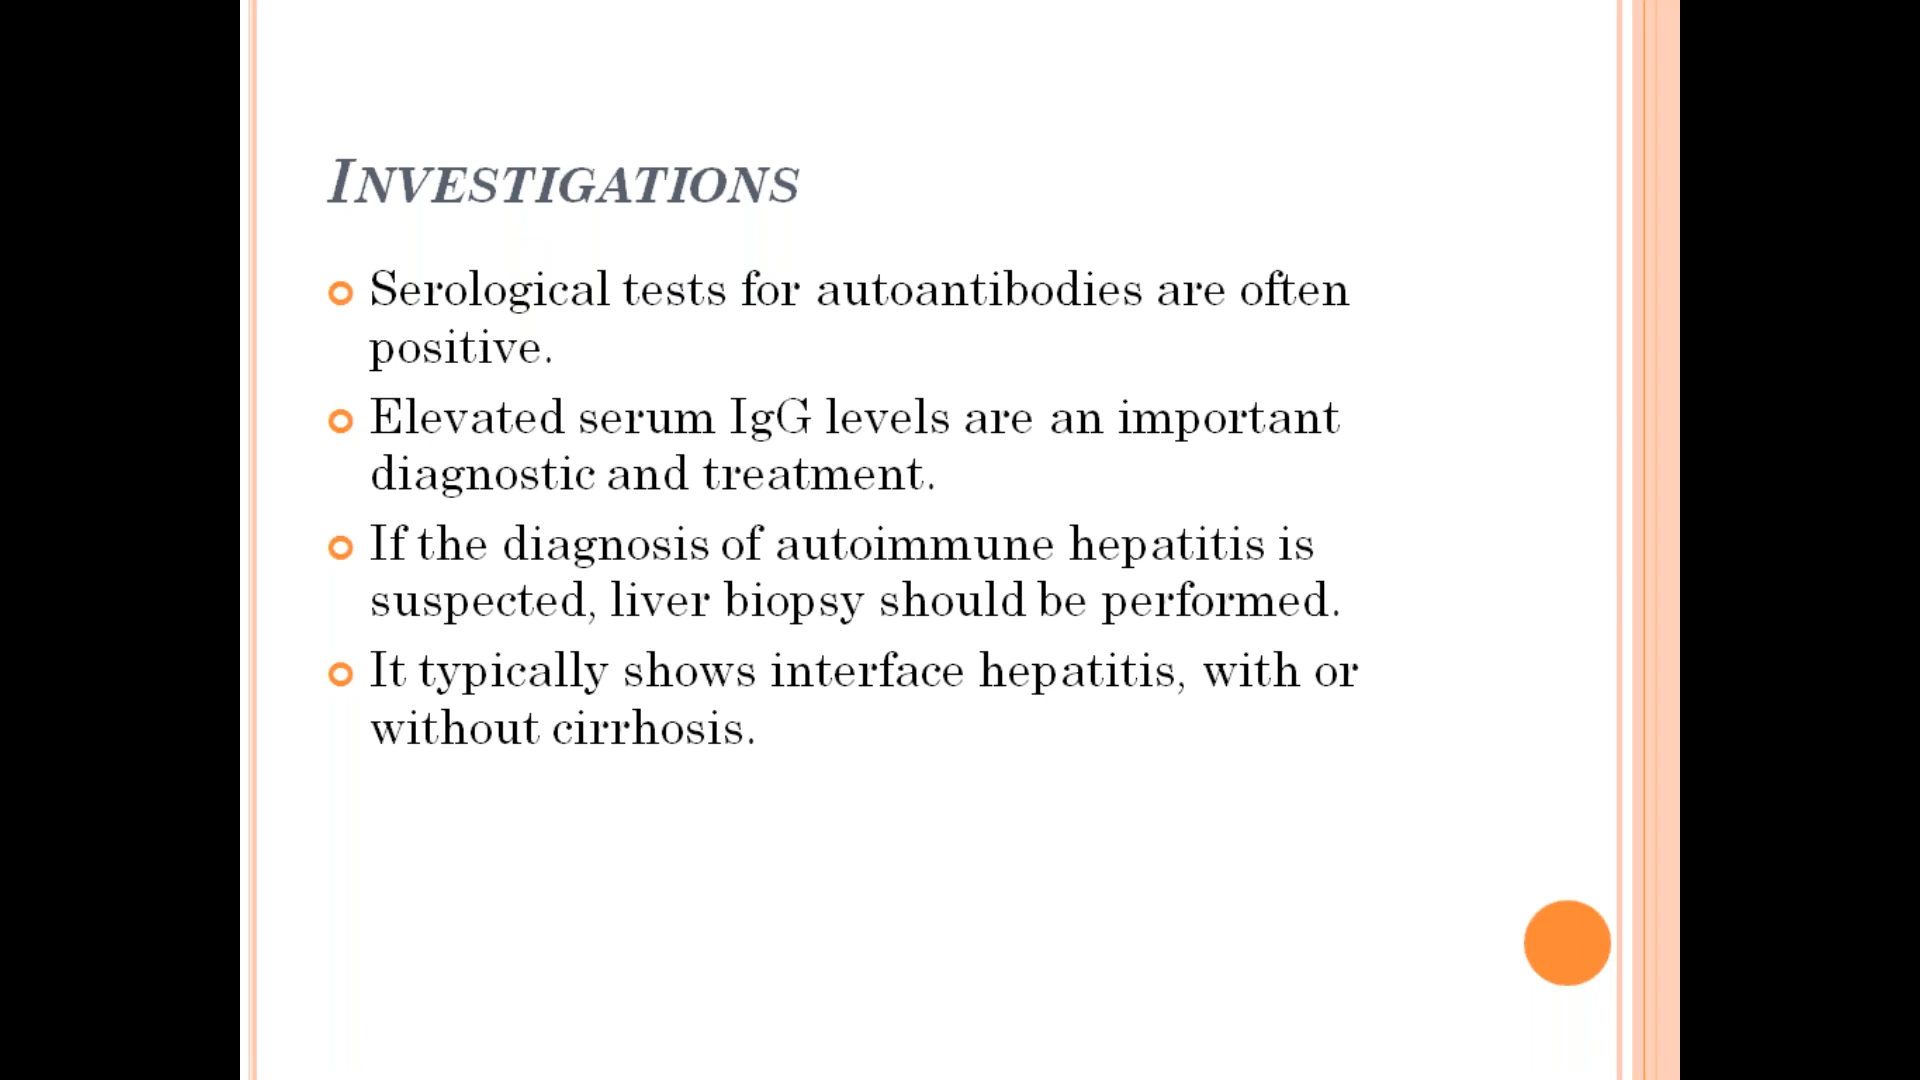 INVESTIGATIONS
Serological tests for autoantibodies are often
positive.
Elevated serum IgG levels are an important
diagnostic and treatment.
If the diagnosis of autoimmune hepatitis is
suspected, liver biopsy should be performed.
It typically shows interface hepatitis, with or
without cirrhosis.